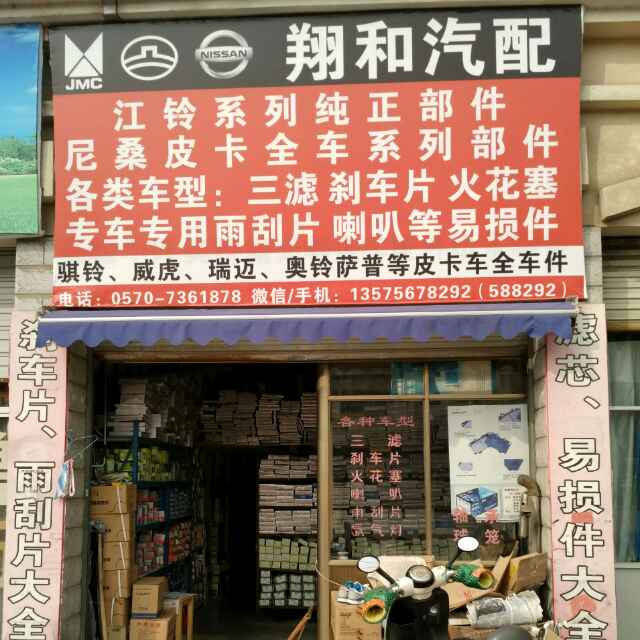 JMC NISSAN 翔和汽配
江铃系列纯正部件
尼桑皮卡全车系列部件
各类车型：三滤 刹车片 火花塞
专车专用雨刮片 喇叭等易损件
骐铃、威虎、瑞迈、奥铃萨普等皮卡车全车件
电话：0570-7361878 微信/手机：13575678292（588292）
刹车片、雨刮片大全
滤芯、易损件大全
各种车型
三滤
刹车片
火花塞
喇叭
雨刮片